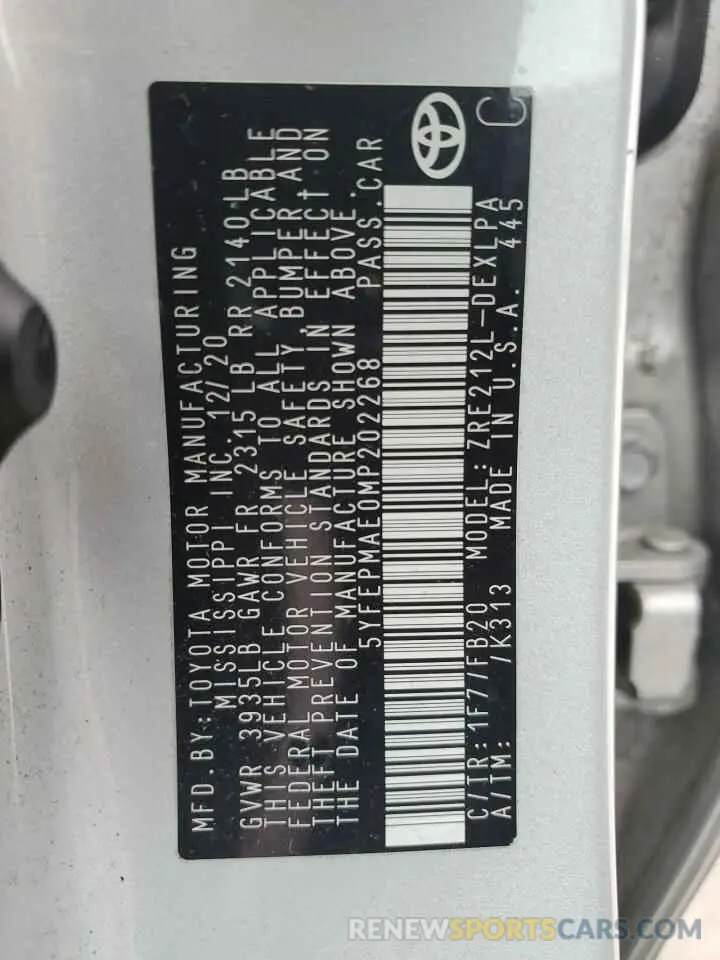 MFD.BY:TOYOTA MOTOR MANUFACTURING
MISSISSIPPI INC. 12/20
GVWR 3935LB GAWR FR 2315 LB RR 2140 LB
THIS VEHICLE CONFORMS TO ALL APPLICABLE
FEDERAL MOTOR VEHICLE SAFETY, BUMPER AND
THEFT PREVENTION STANDARDS IN EFFECT ON
THE DATE OF MANUFACTURE SHOWN ABOVE.
5YFEPMAE0MP202268 PASS.CAR
C/TR:1F7/FB20 MODEL:ZRE212L-DEXLPA
A/TM: /K313 MADE IN U.S.A. 445
C
RENEWSPORTSCARS.COM